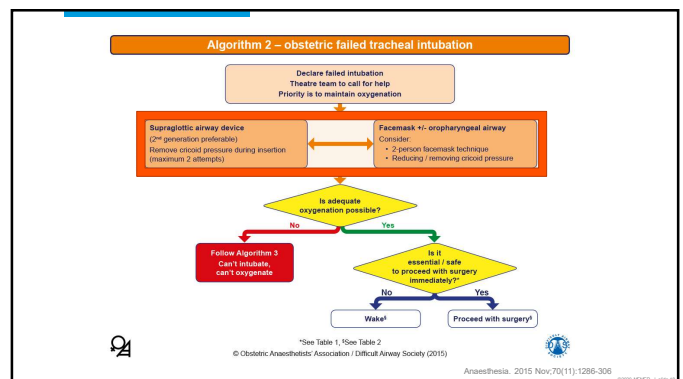 Algorithm 2 – obstetric failed tracheal intubation
Declare failed intubation
Theatre team to call for help
Priority is to maintain oxygenation
Supraglottic airway device
(2nd generation preferable)
Remove cricoid pressure during insertion
(maximum 2 attempts)
Facemask +/- oropharyngeal airway
Consider:
• 2-person facemask technique
• Reducing / removing cricoid pressure
Is adequate
oxygenation possible?
No
Yes
Follow Algorithm 3
Can't intubate,
can't oxygenate
Is it
essential / safe
to proceed with surgery
immediately?*
No
Yes
Wake§
Proceed with surgery§
*See Table 1, §See Table 2
© Obstetric Anaesthetists' Association / Difficult Airway Society (2015)
DAS
Anaesthesia. 2015 Nov;70(11):1286-306